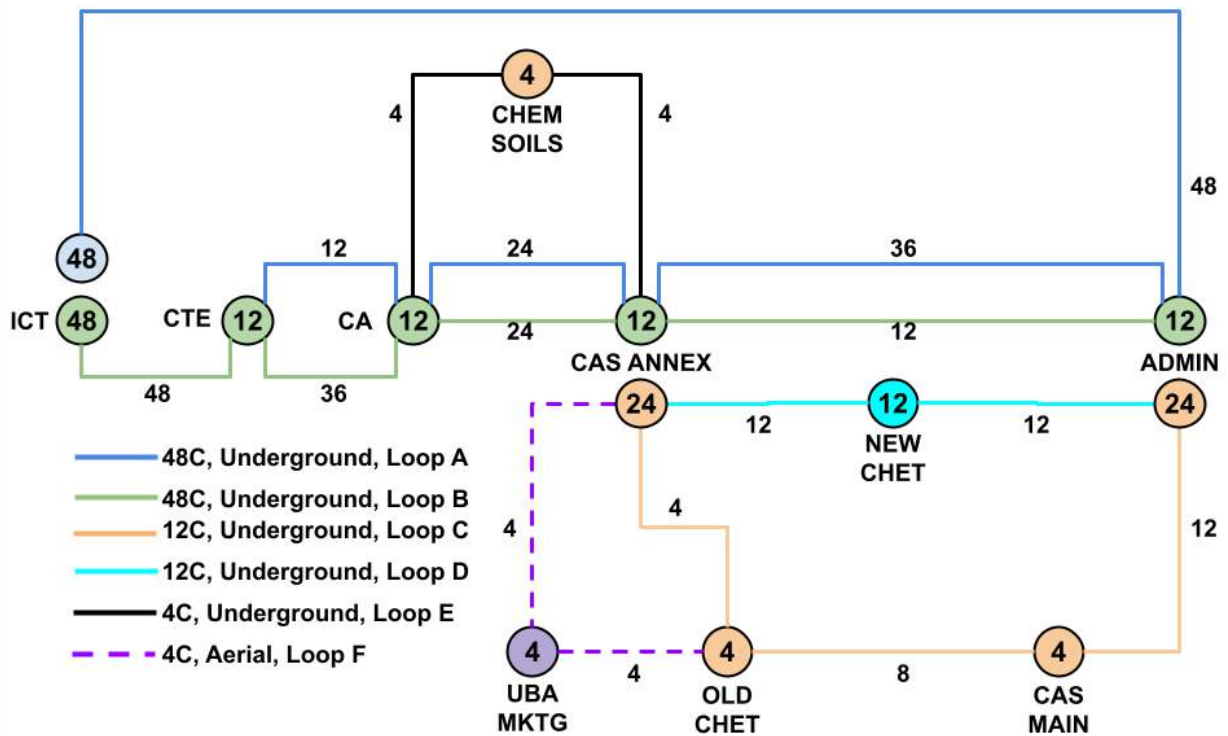 4
CHEM
SOILS
4
4
48
48
12
24
36
ICT
48
CTE
12
CA
12
12
12
24
12
CAS ANNEX
ADMIN
48
36
24
12
12
12
24
NEW
CHET
48C, Underground, Loop A
48C, Underground, Loop B
12C, Underground, Loop C
12C, Underground, Loop D
4C, Underground, Loop E
4C, Aerial, Loop F
4
4
12
4
4
4
8
4
UBA
MKTG
OLD
CHET
CAS
MAIN